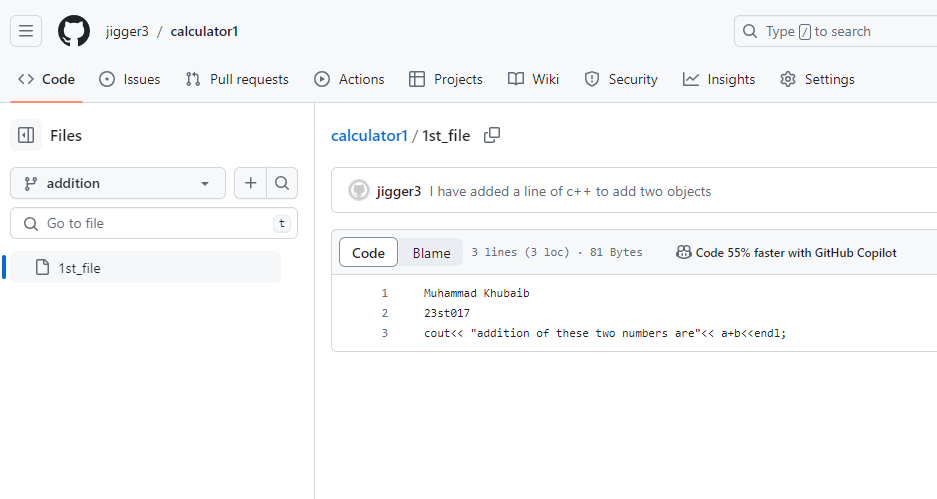 jigger3 / calculator1
Type / to search
Code Issues Pull requests Actions Projects Wiki Security Insights Settings
Files
addition
Go to file t
1st_file
calculator1 / 1st_file
jigger3 I have added a line of c++ to add two objects
Code Blame 3 lines (3 loc) · 81 Bytes Code 55% faster with GitHub Copilot
1 Muhammad Khubaib
2 23st017
3 cout<< "addition of these two numbers are"<< a+b<<endl;